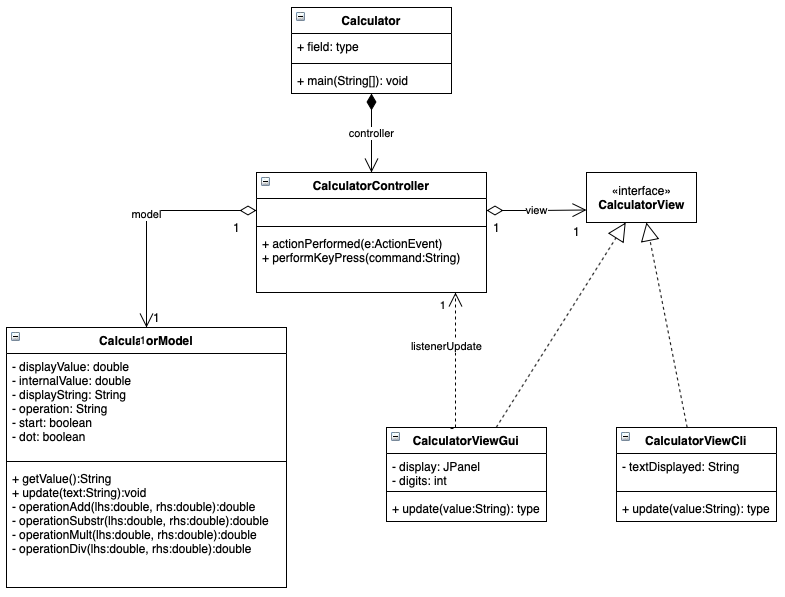 Calculator
+ field: type
+ main(String[]): void
controller
CalculatorController
+ actionPerformed(e:ActionEvent)
+ performKeyPress(command:String)
«interface»
CalculatorView
model
1
1
view
1
1
1
listenerUpdate
1
CalculatorModel
- displayValue: double
- internalValue: double
- displayString: String
- operation: String
- start: boolean
- dot: boolean
+ getValue():String
+ update(text:String):void
- operationAdd(lhs:double, rhs:double):double
- operationSubstr(lhs:double, rhs:double):double
- operationMult(lhs:double, rhs:double):double
- operationDiv(lhs:double, rhs:double):double
CalculatorViewGui
- display: JPanel
- digits: int
+ update(value:String): type
CalculatorViewCli
- textDisplayed: String
+ update(value:String): type